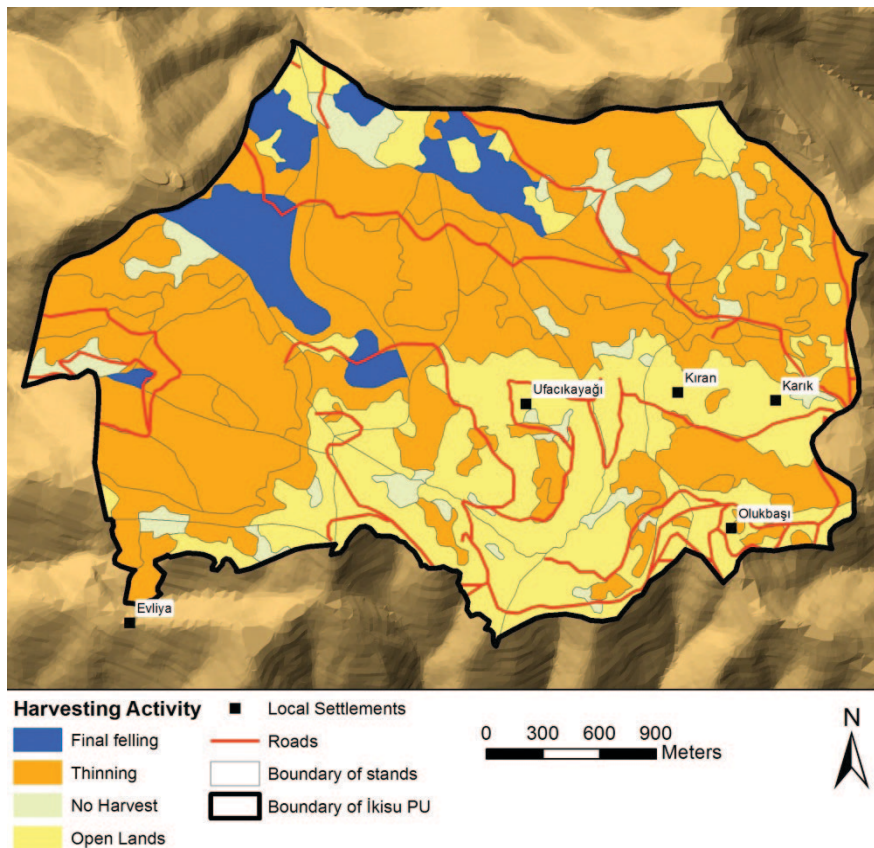 Ufacıkayağı
Kıran
Karık
Olukbaşı
Evliya
Harvesting Activity
Final felling
Thinning
No Harvest
Open Lands
Local Settlements
Roads
Boundary of stands
Boundary of İkisu PU
0 300 600 900
Meters
N